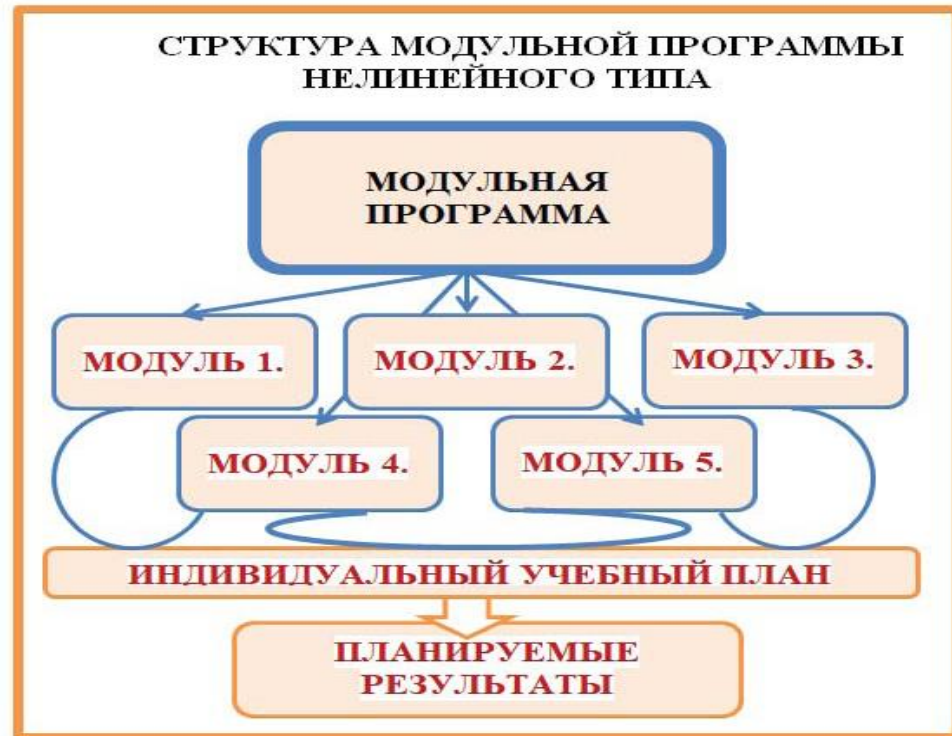 СТРУКТУРА МОДУЛЬНОЙ ПРОГРАММЫ
НЕЛИНЕЙНОГО ТИПА
МОДУЛЬНАЯ
ПРОГРАММА
МОДУЛЬ 1.
МОДУЛЬ 2.
МОДУЛЬ 3.
МОДУЛЬ 4.
МОДУЛЬ 5.
ИНДИВИДУАЛЬНЫЙ УЧЕБНЫЙ ПЛАН
ПЛАНИРУЕМЫЕ
РЕЗУЛЬТАТЫ